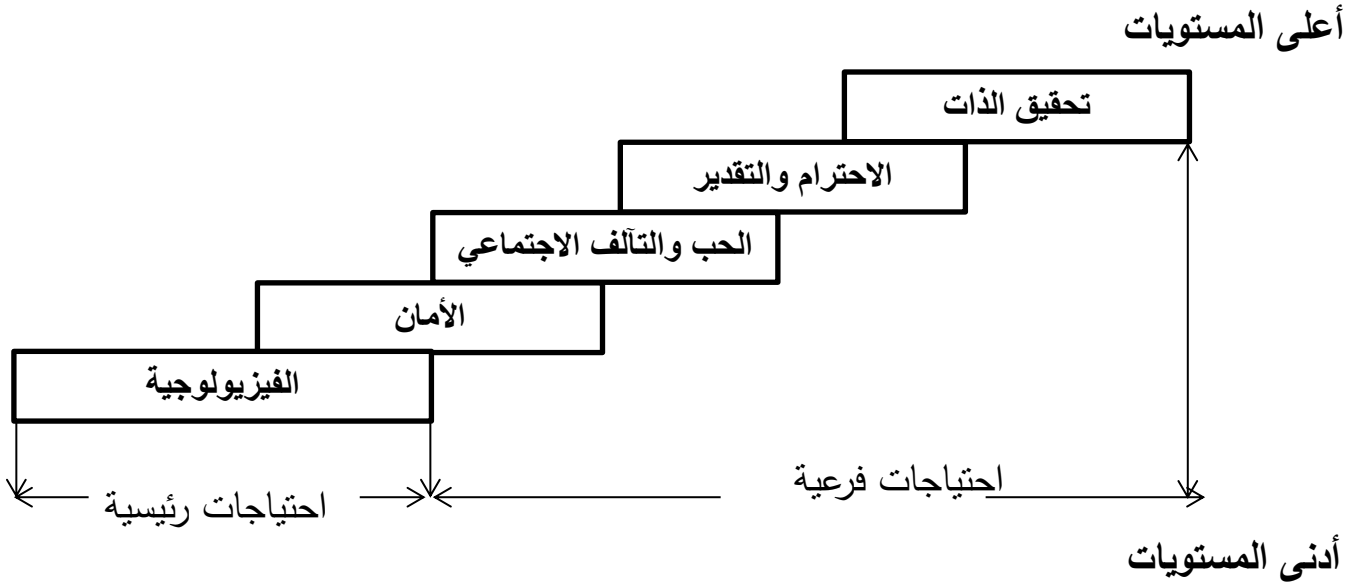 أعلى المستويات
تحقيق الذات
الاحترام والتقدير
الحب والتآلف الاجتماعي
الأمان
الفيزيولوجية
احتياجات فرعية
احتياجات رئيسية
أدنى المستويات